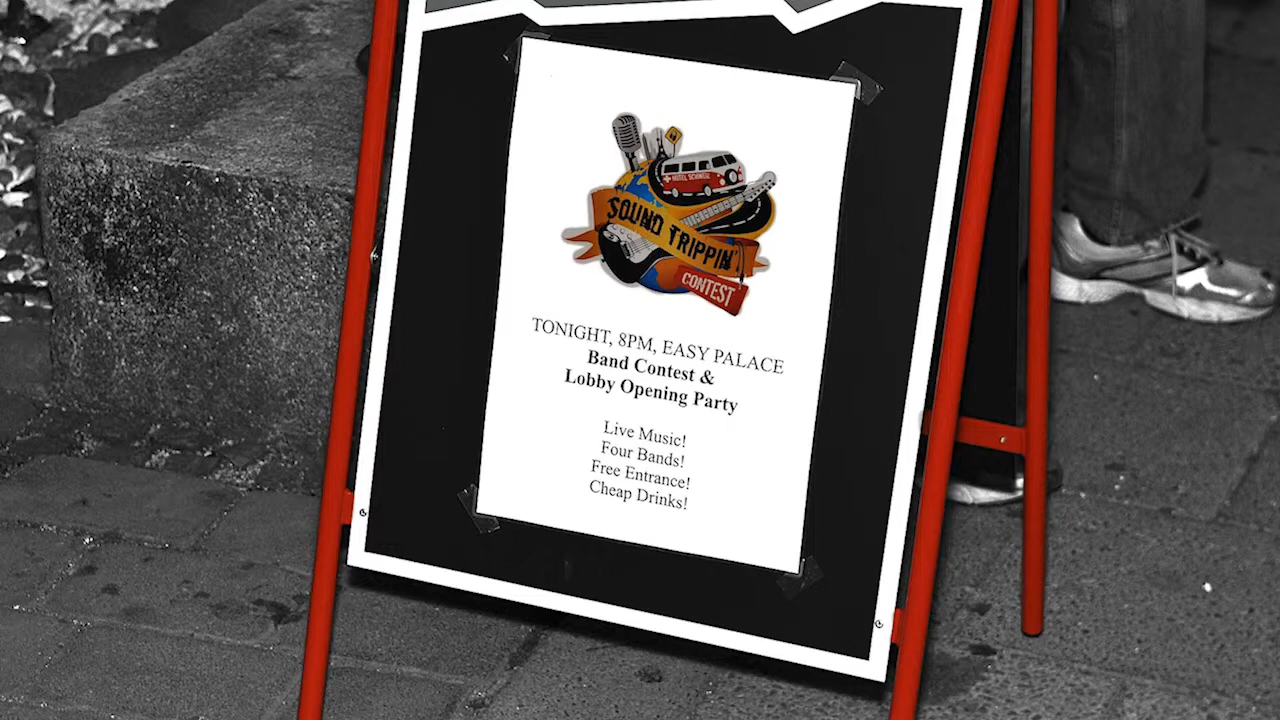 HOTEL SCHWEIZ
SOUND TRIPPIN'
CONTEST
TONIGHT, 8PM, EASY PALACE
Band Contest &
Lobby Opening Party
Live Music!
Four Bands!
Free Entrance!
Cheap Drinks!